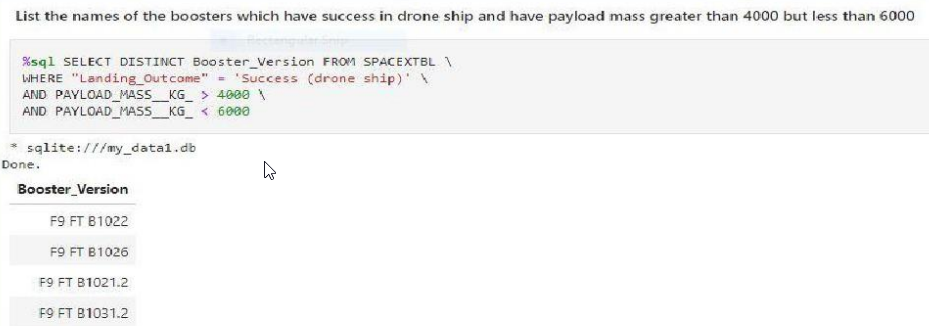 List the names of the boosters which have success in drone ship and have payload mass greater than 4000 but less than 6000
Rectangular Snip
%sql SELECT DISTINCT Booster_Version FROM SPACEXTBL \
WHERE "Landing_Outcome" = 'Success (drone ship)' \
AND PAYLOAD_MASS__KG_ > 4000 \
AND PAYLOAD_MASS__KG_ < 6000
* sqlite:///my_data1.db
Done.
Booster_Version
F9 FT B1022
F9 FT B1026
F9 FT B1021.2
F9 FT B1031.2